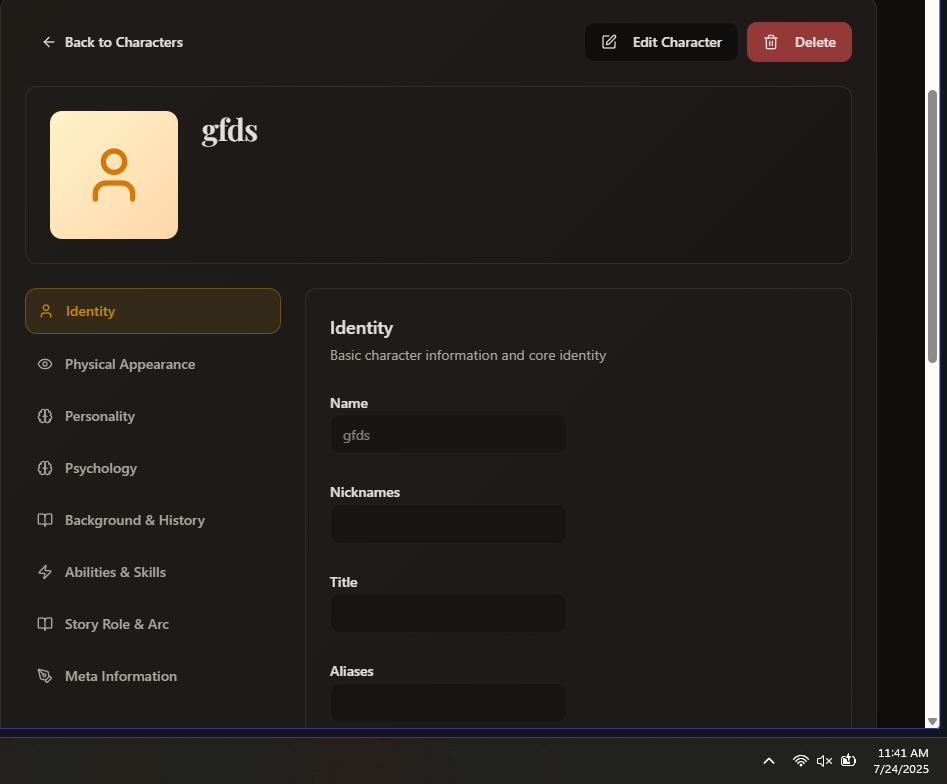 Back to Characters
Edit Character
Delete
gfds
Identity
Physical Appearance
Personality
Psychology
Background & History
Abilities & Skills
Story Role & Arc
Meta Information
Identity
Basic character information and core identity
Name
gfds
Nicknames
Title
Aliases
11:41 AM
7/24/2025